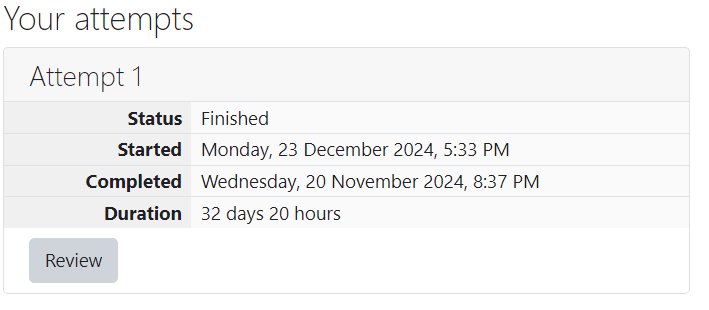 Your attempts
Attempt 1
Status Finished
Started Monday, 23 December 2024, 5:33 PM
Completed Wednesday, 20 November 2024, 8:37 PM
Duration 32 days 20 hours
Review